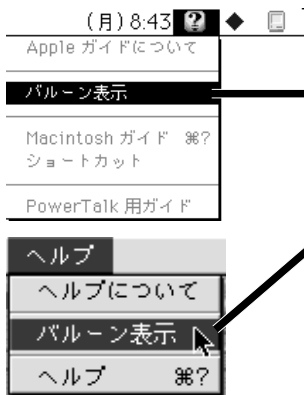 (月) 8:43
Apple ガイドについて
バルーン表示
Macintosh ガイド ⌘?
ショートカット
PowerTalk 用ガイド
ヘルプ
ヘルプについて
バルーン表示
ヘルプ ⌘?